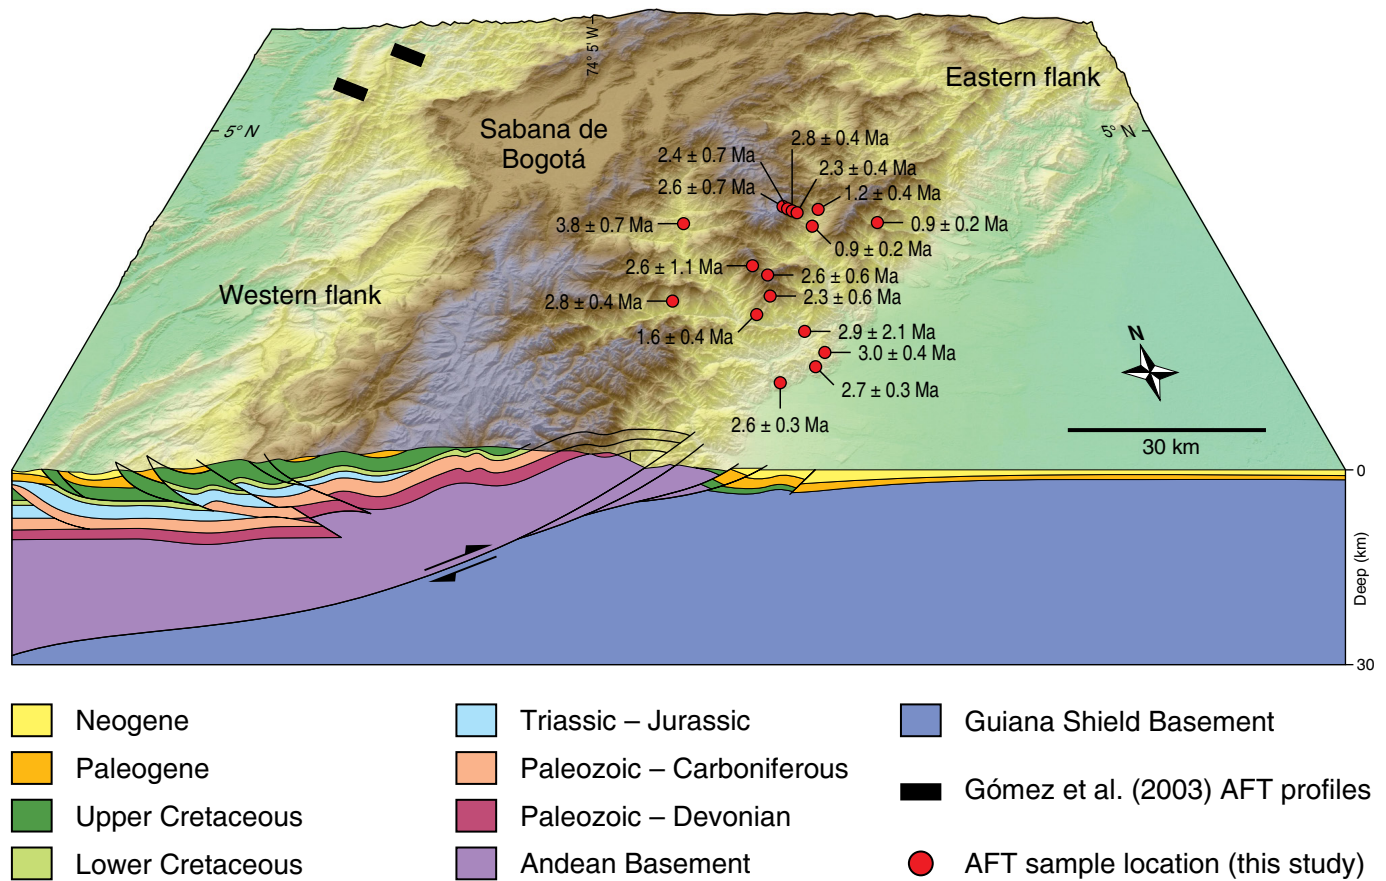 74° 5' W
Eastern flank
5° N
5° N
Sabana de
Bogotá
2.8 ± 0.4 Ma
2.4 ± 0.7 Ma
2.3 ± 0.4 Ma
2.6 ± 0.7 Ma
1.2 ± 0.4 Ma
3.8 ± 0.7 Ma
0.9 ± 0.2 Ma
0.9 ± 0.2 Ma
2.6 ± 1.1 Ma
2.6 ± 0.6 Ma
Western flank
2.8 ± 0.4 Ma
2.3 ± 0.6 Ma
1.6 ± 0.4 Ma
2.9 ± 2.1 Ma
N
3.0 ± 0.4 Ma
2.7 ± 0.3 Ma
2.6 ± 0.3 Ma
30 km
0
Deep (km)
30
Neogene
Paleogene
Upper Cretaceous
Lower Cretaceous
Triassic – Jurassic
Paleozoic – Carboniferous
Paleozoic – Devonian
Andean Basement
Guiana Shield Basement
Gómez et al. (2003) AFT profiles
AFT sample location (this study)